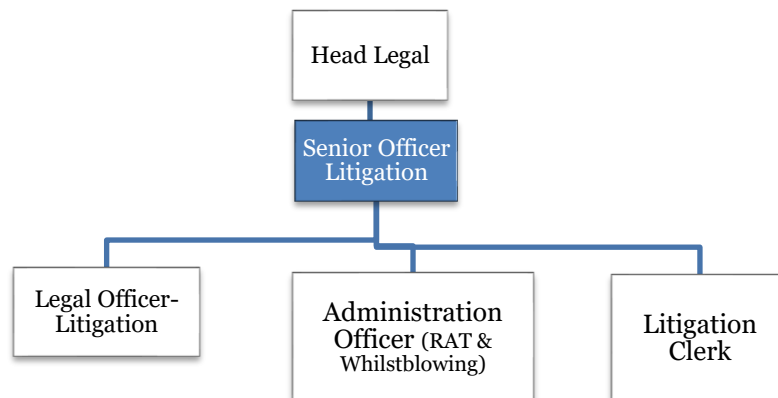 Head Legal
Senior Officer
Litigation
Legal Officer-
Litigation
Administration
Officer (RAT &
Whilstblowing)
Litigation
Clerk